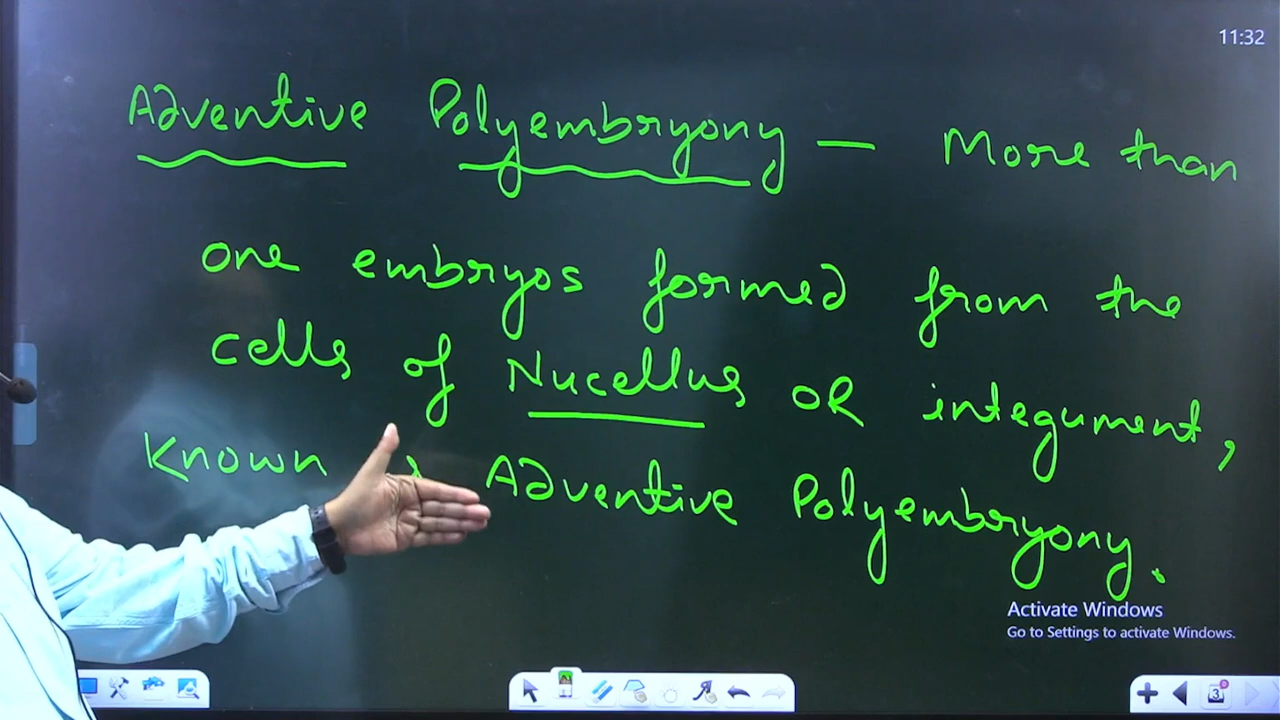 11:32
Adventive Polyembryony — More than
one embryos formed from the
cells of Nucellus OR integument,
Known Adventive Polyembryony.
Activate Windows
Go to Settings to activate Windows.
3